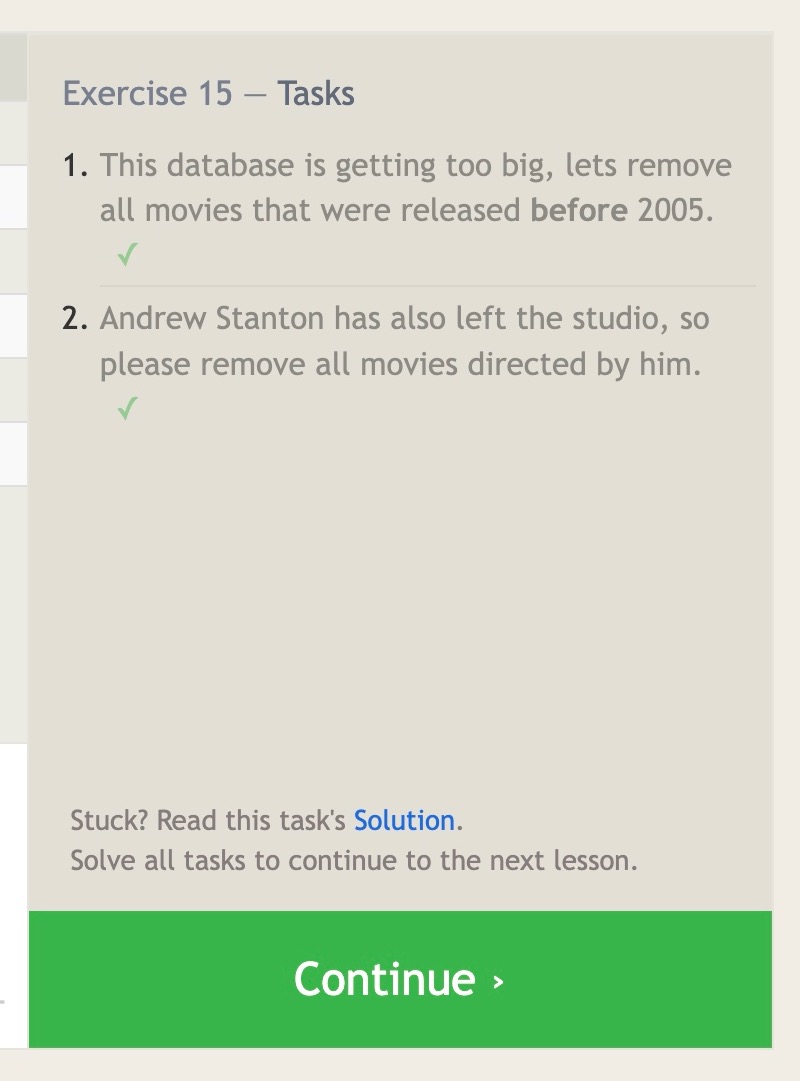 Exercise 15 — Tasks
1. This database is getting too big, lets remove
all movies that were released before 2005.
✓
2. Andrew Stanton has also left the studio, so
please remove all movies directed by him.
✓
Stuck? Read this task's Solution.
Solve all tasks to continue to the next lesson.
Continue ›